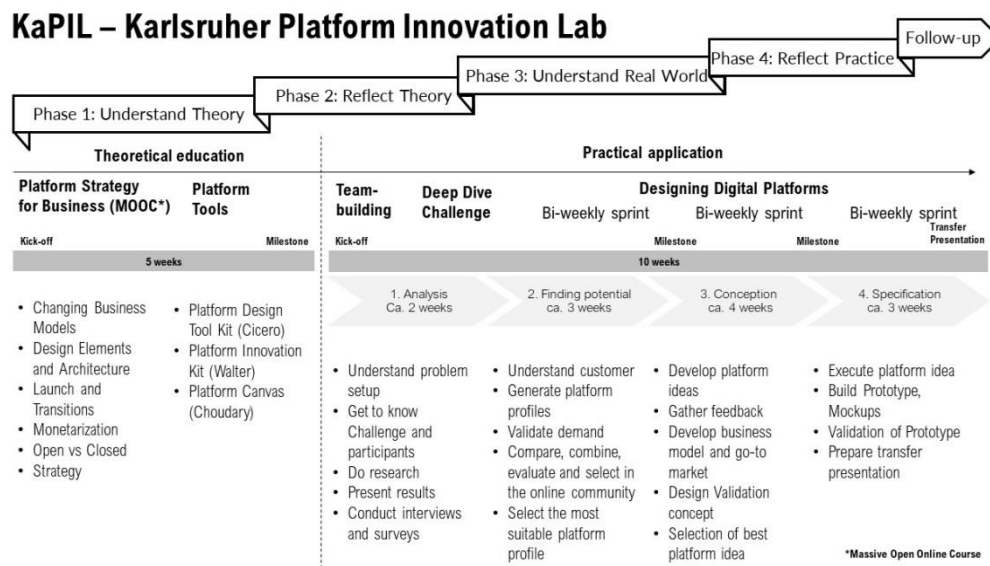 KaPIL – Karlsruher Platform Innovation Lab
Phase 1: Understand Theory
Phase 2: Reflect Theory
Phase 3: Understand Real World
Phase 4: Reflect Practice
Follow-up
Theoretical education
Practical application
Platform Strategy
for Business (MOOC*)
Platform
Tools
Team-
building
Deep Dive
Challenge
Designing Digital Platforms
Bi-weekly sprint
Bi-weekly sprint
Bi-weekly sprint
Kick-off
Milestone
Kick-off
Milestone
Milestone
Transfer
Presentation
5 weeks
10 weeks
1. Analysis
Ca. 2 weeks
2. Finding potential
ca. 3 weeks
3. Conception
ca. 4 weeks
4. Specification
ca. 3 weeks
• Changing Business
Models
• Design Elements
and Architecture
• Launch and
Transitions
• Monetarization
• Open vs Closed
• Strategy
• Platform Design
Tool Kit (Cicero)
• Platform Innovation
Kit (Walter)
• Platform Canvas
(Choudary)
• Understand problem
setup
• Get to know
Challenge and
participants
• Do research
• Present results
• Conduct interviews
and surveys
• Understand customer
• Generate platform
profiles
• Validate demand
• Compare, combine,
evaluate and select in
the online community
• Select the most
suitable platform
profile
• Develop platform
ideas
• Gather feedback
• Develop business
model and go-to
market
• Design Validation
concept
• Selection of best
platform idea
• Execute platform idea
• Build Prototype,
Mockups
• Validation of Prototype
• Prepare transfer
presentation
*Massive Open Online Course